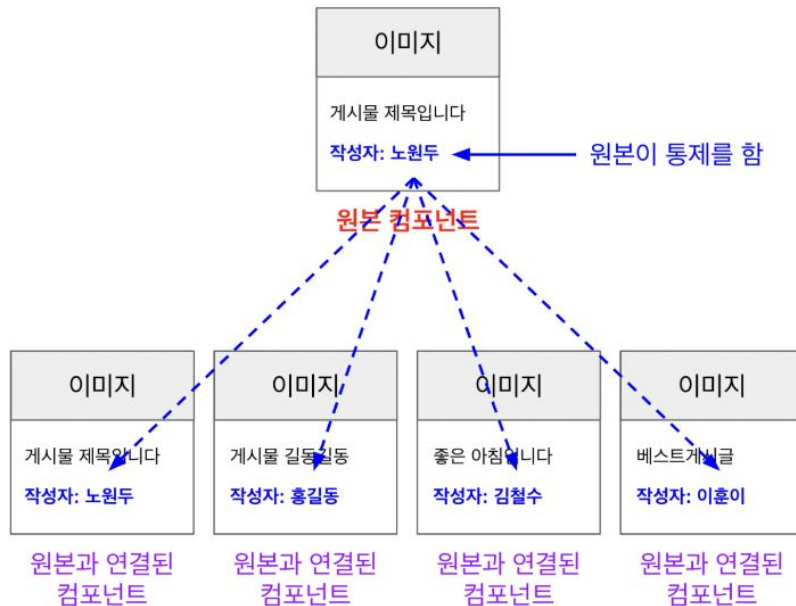 이미지
게시물 제목입니다
작성자: 노원두
원본이 통제를 함
원본 컴포넌트
이미지
게시물 제목입니다
작성자: 노원두
원본과 연결된
컴포넌트
이미지
게시물 길동길동
작성자: 홍길동
원본과 연결된
컴포넌트
이미지
좋은 아침입니다
작성자: 김철수
원본과 연결된
컴포넌트
이미지
베스트게시글
작성자: 이훈이
원본과 연결된
컴포넌트